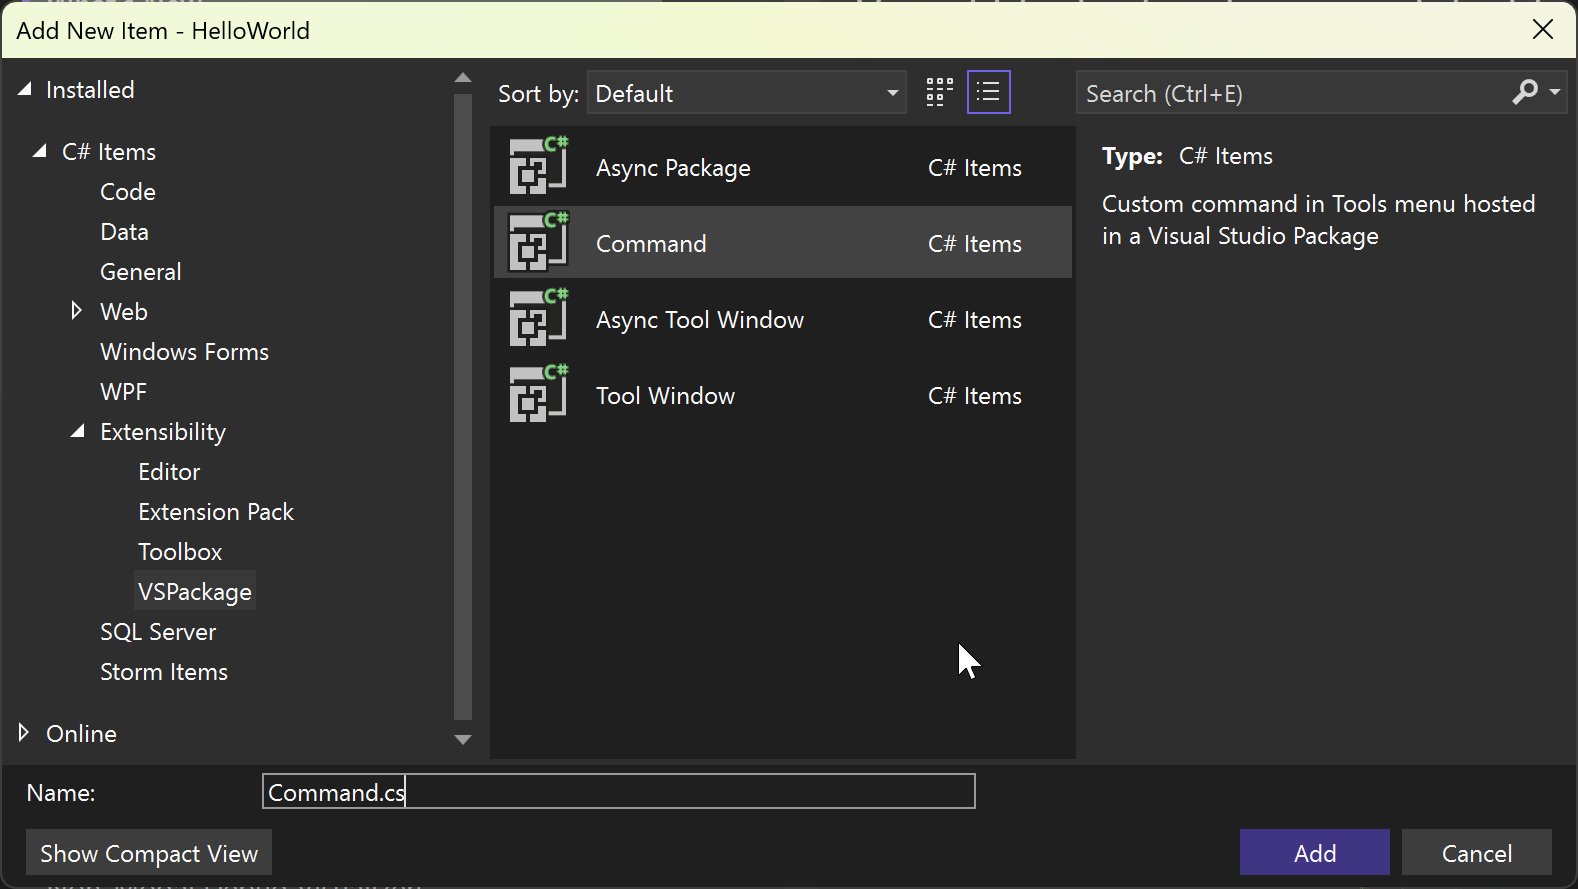 Add New Item - HelloWorld
Installed
C# Items
Code
Data
General
Web
Windows Forms
WPF
Extensibility
Editor
Extension Pack
Toolbox
VSPackage
SQL Server
Storm Items
Online
Sort by: Default
C# Async Package C# Items
C# Command C# Items
C# Async Tool Window C# Items
C# Tool Window C# Items
Search (Ctrl+E)
Type: C# Items
Custom command in Tools menu hosted
in a Visual Studio Package
Name: Command.cs
Show Compact View
Add
Cancel